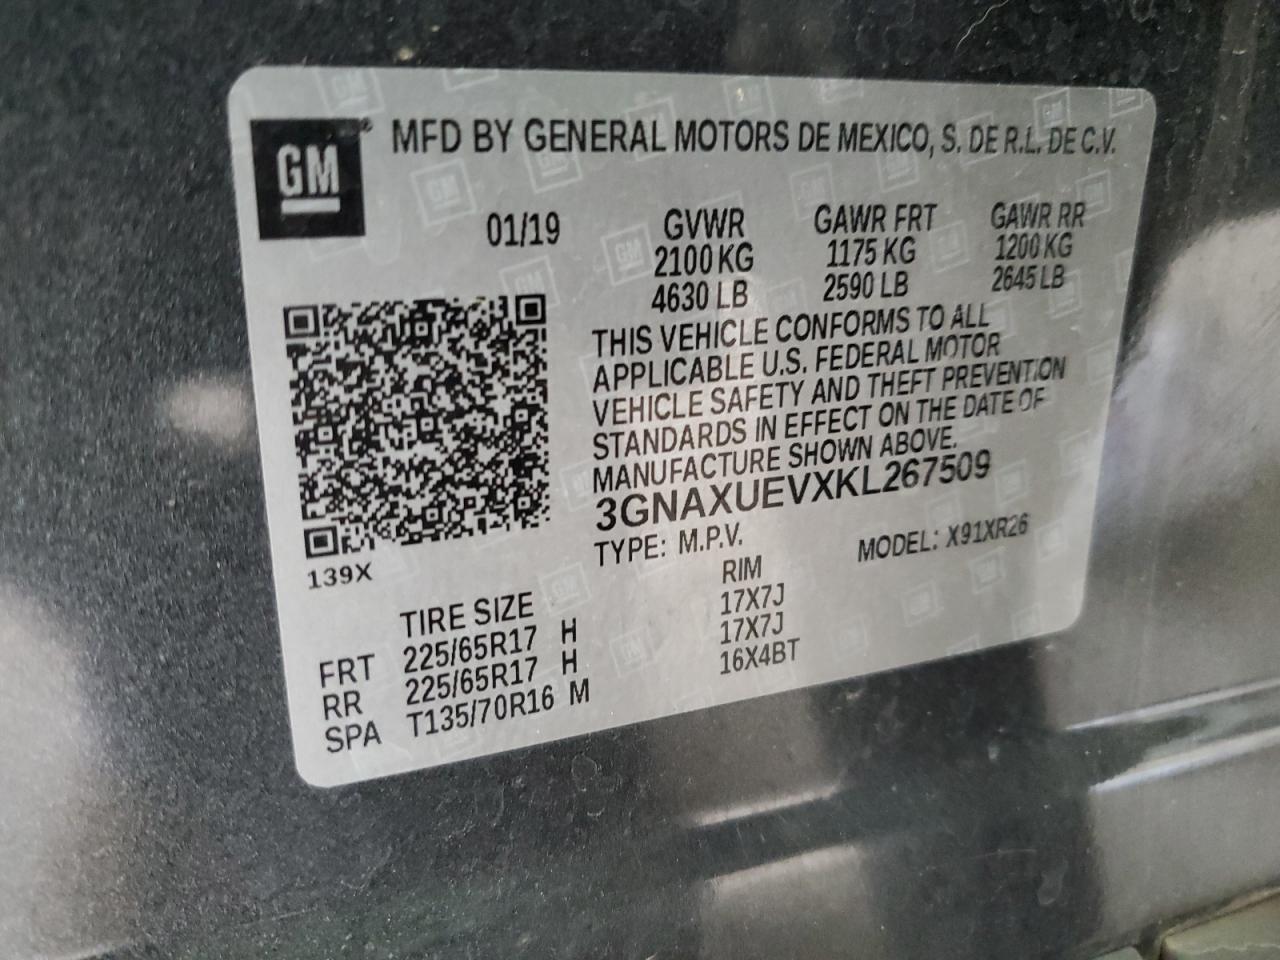 GM® MFD BY GENERAL MOTORS DE MEXICO, S. DE R.L. DE C.V.
01/19 GVWR GAWR FRT GAWR RR
2100 KG 1175 KG 1200 KG
4630 LB 2590 LB 2645 LB
THIS VEHICLE CONFORMS TO ALL
APPLICABLE U.S. FEDERAL MOTOR
VEHICLE SAFETY AND THEFT PREVENTION
STANDARDS IN EFFECT ON THE DATE OF
MANUFACTURE SHOWN ABOVE.
3GNAXUEVXKL267509
TYPE: M.P.V. MODEL: X91XR26
139X
TIRE SIZE RIM
FRT 225/65R17 H 17X7J
RR 225/65R17 H 17X7J
SPA T135/70R16 M 16X4BT